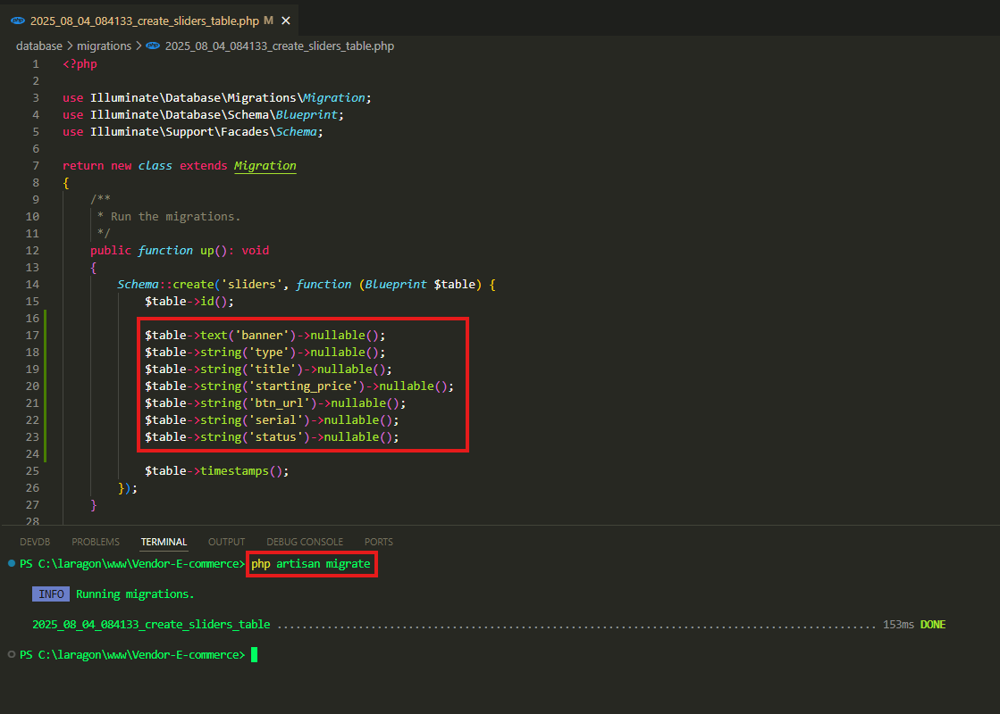 php 2025_08_04_084133_create_sliders_table.php M ×
database > migrations > php 2025_08_04_084133_create_sliders_table.php
1 <?php
2
3 use Illuminate\Database\Migrations\Migration;
4 use Illuminate\Database\Schema\Blueprint;
5 use Illuminate\Support\Facades\Schema;
6
7 return new class extends Migration
8 {
9 /**
10 * Run the migrations.
11 */
12 public function up(): void
13 {
14 Schema::create('sliders', function (Blueprint $table) {
15 $table->id();
16
17 $table->text('banner')->nullable();
18 $table->string('type')->nullable();
19 $table->string('title')->nullable();
20 $table->string('starting_price')->nullable();
21 $table->string('btn_url')->nullable();
22 $table->string('serial')->nullable();
23 $table->string('status')->nullable();
24
25 $table->timestamps();
26 });
27 }
28
DEVDB PROBLEMS TERMINAL OUTPUT DEBUG CONSOLE PORTS
PS C:\laragon\www\Vendor-E-commerce> php artisan migrate
INFO Running migrations.
2025_08_04_084133_create_sliders_table ........................................................................................ 153ms DONE
PS C:\laragon\www\Vendor-E-commerce>